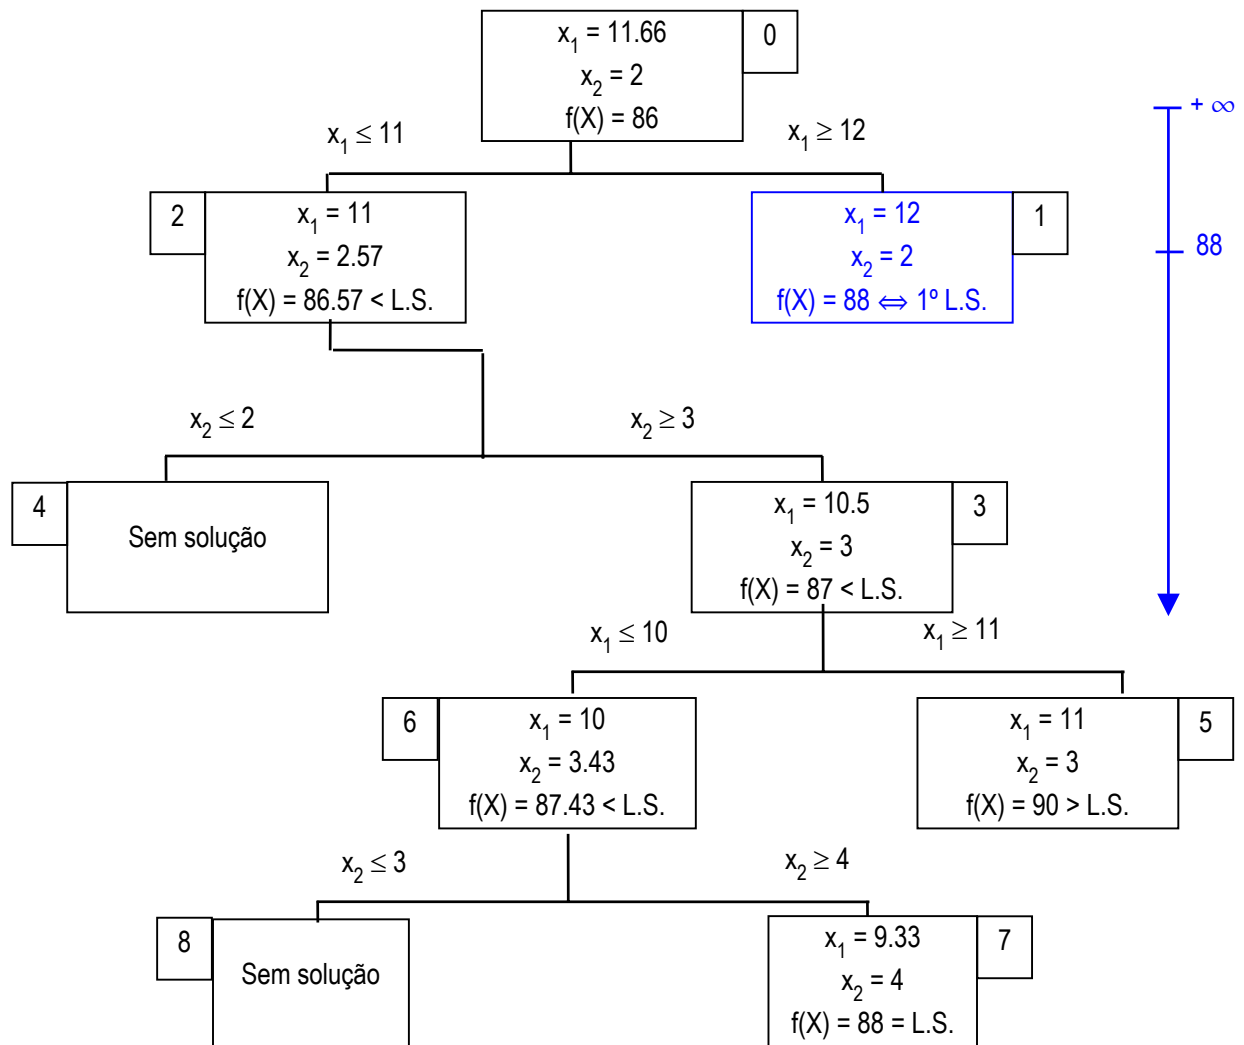 x₁ = 11.66
0
x₂ = 2
f(X) = 86
+ ∞
x₁ ≤ 11
x₁ ≥ 12
2
x₁ = 11
x₂ = 2.57
f(X) = 86.57 < L.S.
x₁ = 12
1
x₂ = 2
f(X) = 88 ⇔ 1º L.S.
88
x₂ ≤ 2
x₂ ≥ 3
4
Sem solução
x₁ = 10.5
3
x₂ = 3
f(X) = 87 < L.S.
x₁ ≤ 10
x₁ ≥ 11
6
x₁ = 10
x₂ = 3.43
f(X) = 87.43 < L.S.
x₁ = 11
5
x₂ = 3
f(X) = 90 > L.S.
x₂ ≤ 3
x₂ ≥ 4
8
Sem solução
x₁ = 9.33
7
x₂ = 4
f(X) = 88 = L.S.